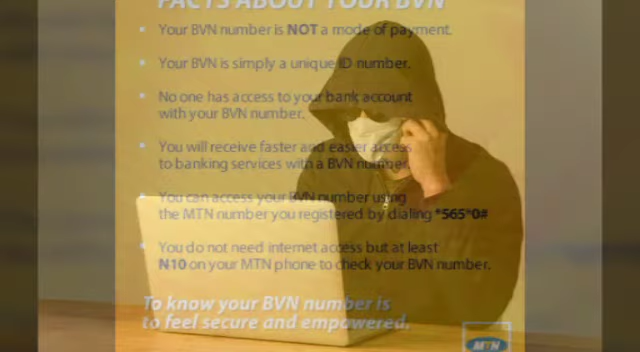 FACTS ABOUT YOUR BVN
Your BVN number is NOT a mode of payment.
Your BVN is simply a unique ID number.
No one has access to your bank account
with your BVN number.
You will receive faster and easier access
to banking services with a BVN number.
You can access your BVN number using
the MTN number you registered by dialing *565*0#
You do not need internet access but at least
N10 on your MTN phone to check your BVN number.
To know your BVN number is
to feel secure and empowered.
MTN